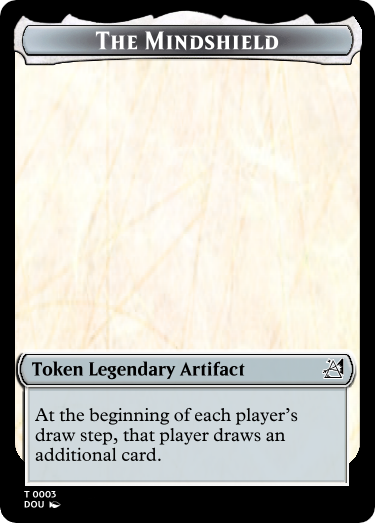 The Mindshield
Token Legendary Artifact
At the beginning of each player's
draw step, that player draws an
additional card.
T 0003
DOU